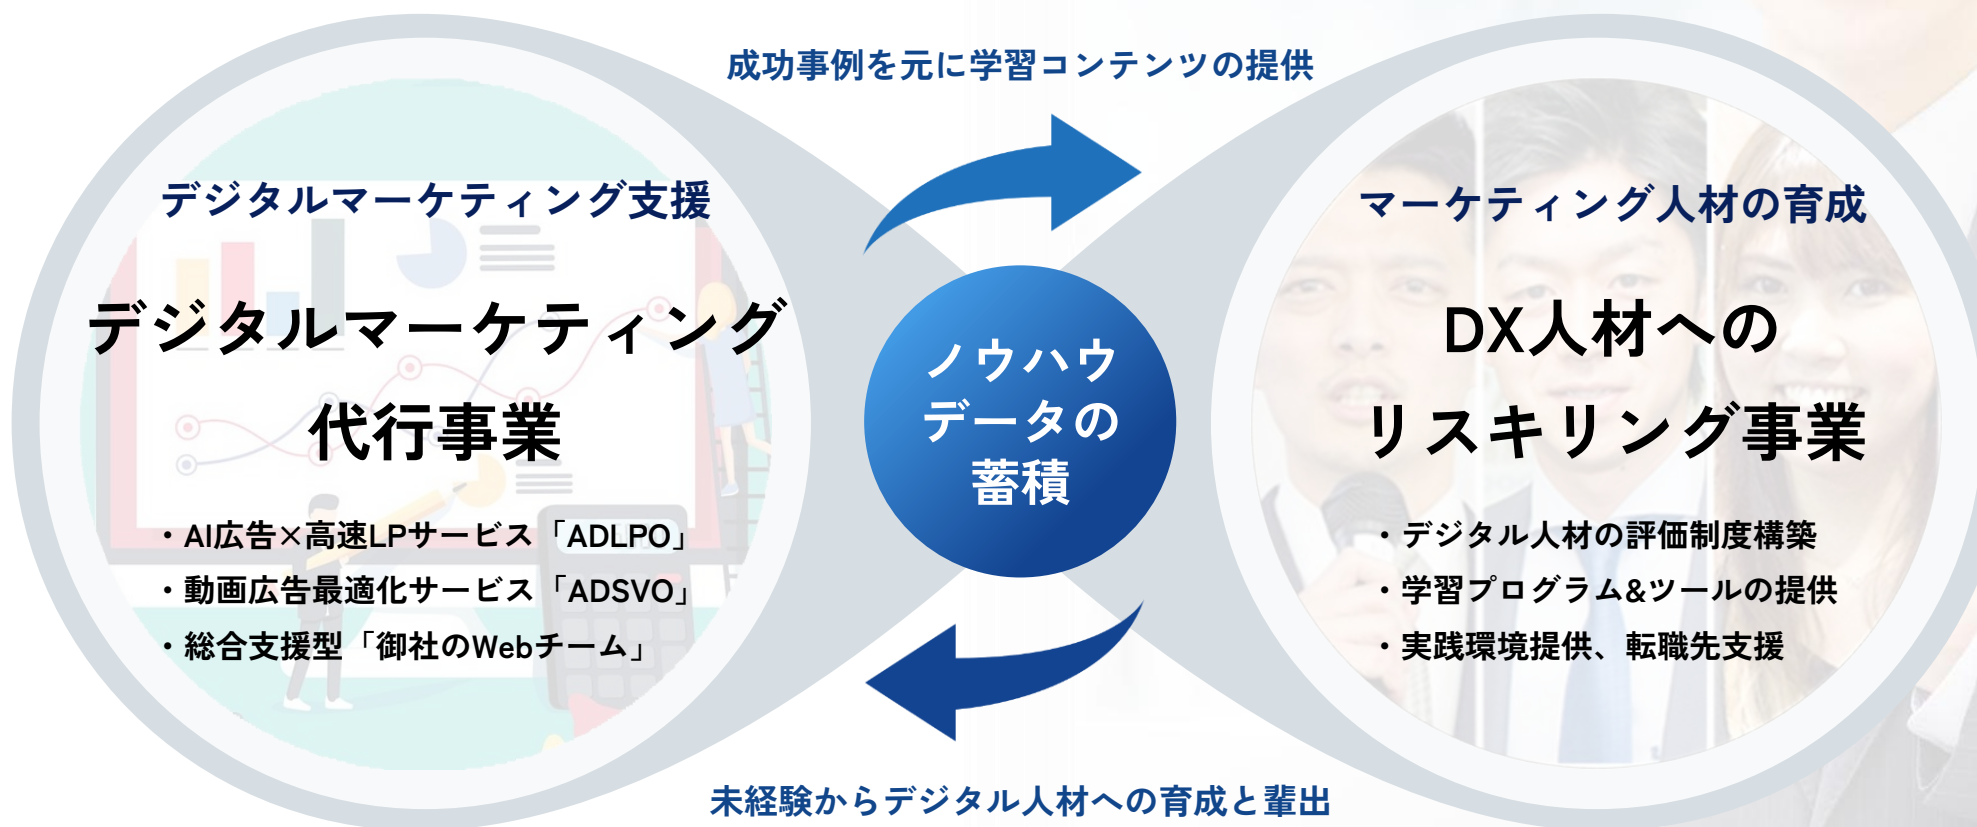 成功事例を元に学習コンテンツの提供
デジタルマーケティング支援
デジタルマーケティング
代行事業
・AI広告×高速LPサービス「ADLPO」
・動画広告最適化サービス「ADSVO」
・総合支援型「御社のWebチーム」
ノウハウ
データの
蓄積
マーケティング人材の育成
DX人材への
リスキリング事業
・デジタル人材の評価制度構築
・学習プログラム&ツールの提供
・実践環境提供、転職先支援
未経験からデジタル人材への育成と輩出